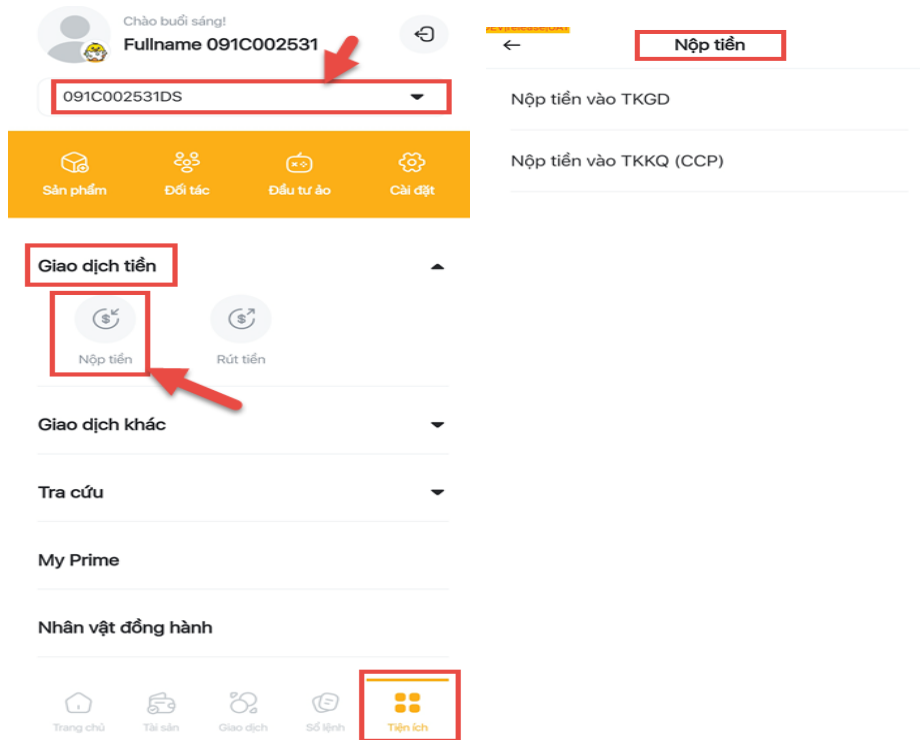 Chào buổi sáng!
Fullname 091C002531
091C002531DS
Sản phẩm
Đối tác
Đầu tư ảo
Cài đặt
Giao dịch tiền
Nộp tiền
Rút tiền
Giao dịch khác
Tra cứu
My Prime
Nhân vật đồng hành
Trang chủ
Tài sản
Giao dịch
Sổ lệnh
Tiện ích
Nộp tiền
Nộp tiền vào TKGD
Nộp tiền vào TKKQ (CCP)